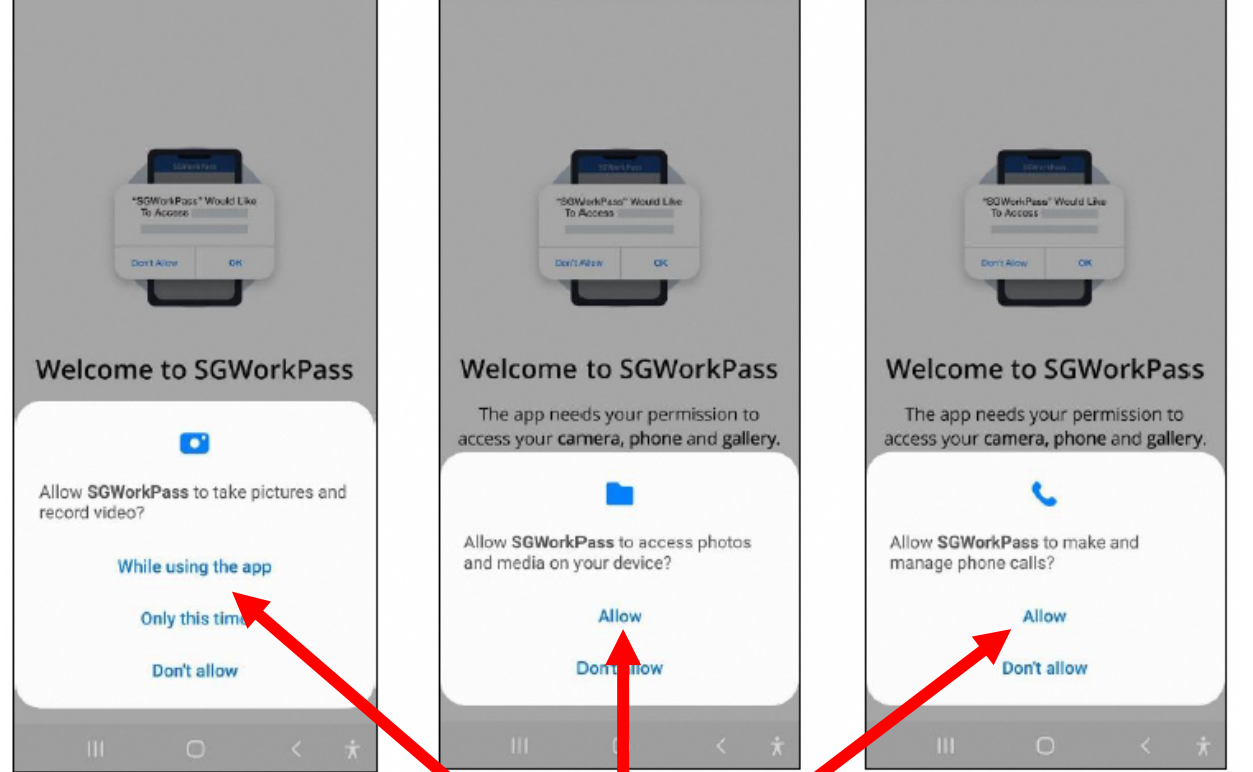 SGWorkPass
"SGWorkPass" Would Like
To Access
Don't Allow
OK
Welcome to SGWorkPass
Allow SGWorkPass to take pictures and
record video?
While using the app
Only this time
Don't allow
SGWorkPass
"SGWorkPass" Would Like
To Access
Don't Allow
OK
Welcome to SGWorkPass
The app needs your permission to
access your camera, phone and gallery.
Allow SGWorkPass to access photos
and media on your device?
Allow
Don't allow
SGWorkPass
"SGWorkPass" Would Like
To Access
Don't Allow
OK
Welcome to SGWorkPass
The app needs your permission to
access your camera, phone and gallery.
Allow SGWorkPass to make and
manage phone calls?
Allow
Don't allow